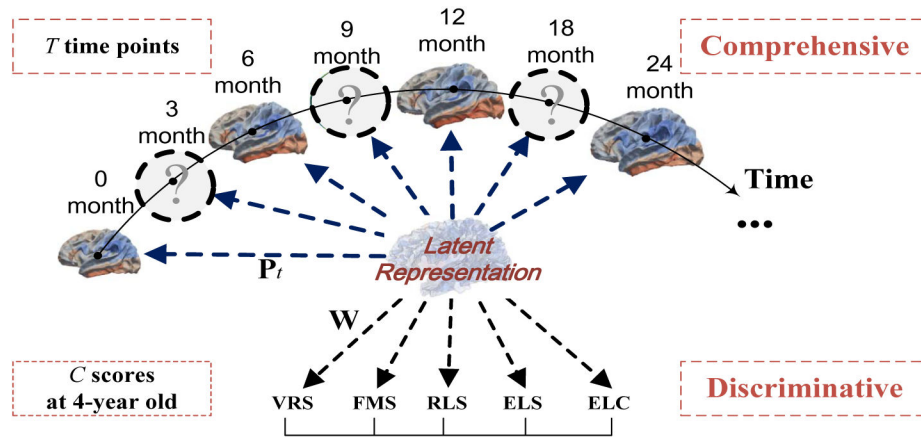 T time points
0
month
3
month
6
month
9
month
12
month
18
month
24
month
Comprehensive
?
?
?
Time
...
Latent
Representation
Pt
W
C scores
at 4-year old
VRS FMS RLS ELS ELC
Discriminative